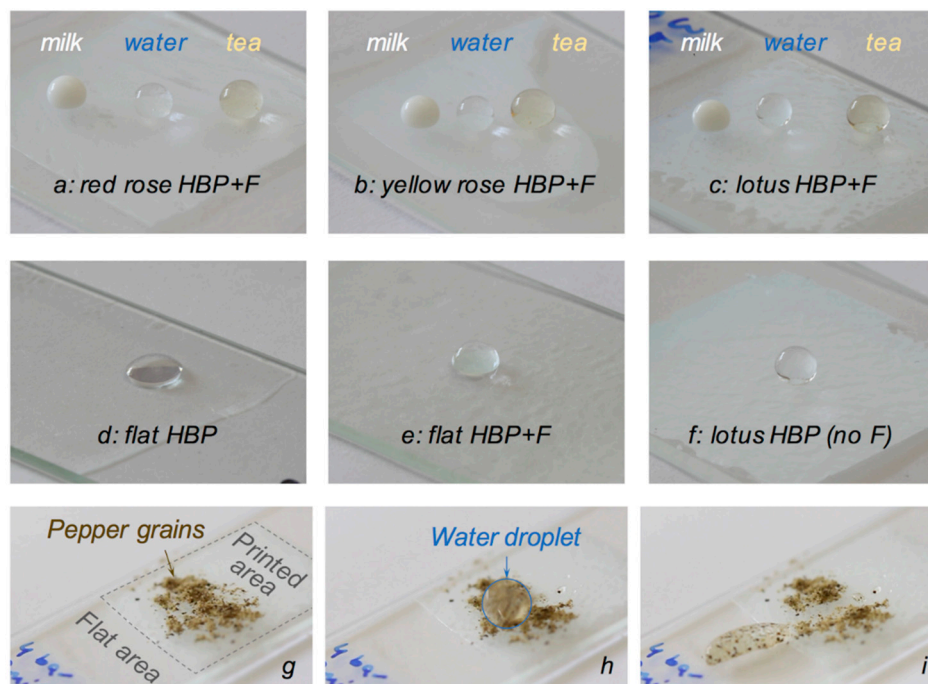 milk water tea
a: red rose HBP+F
milk water tea
b: yellow rose HBP+F
milk water tea
c: lotus HBP+F
d: flat HBP
e: flat HBP+F
f: lotus HBP (no F)
Pepper grains
Printed
area
Flat area
g
Water droplet
h
i